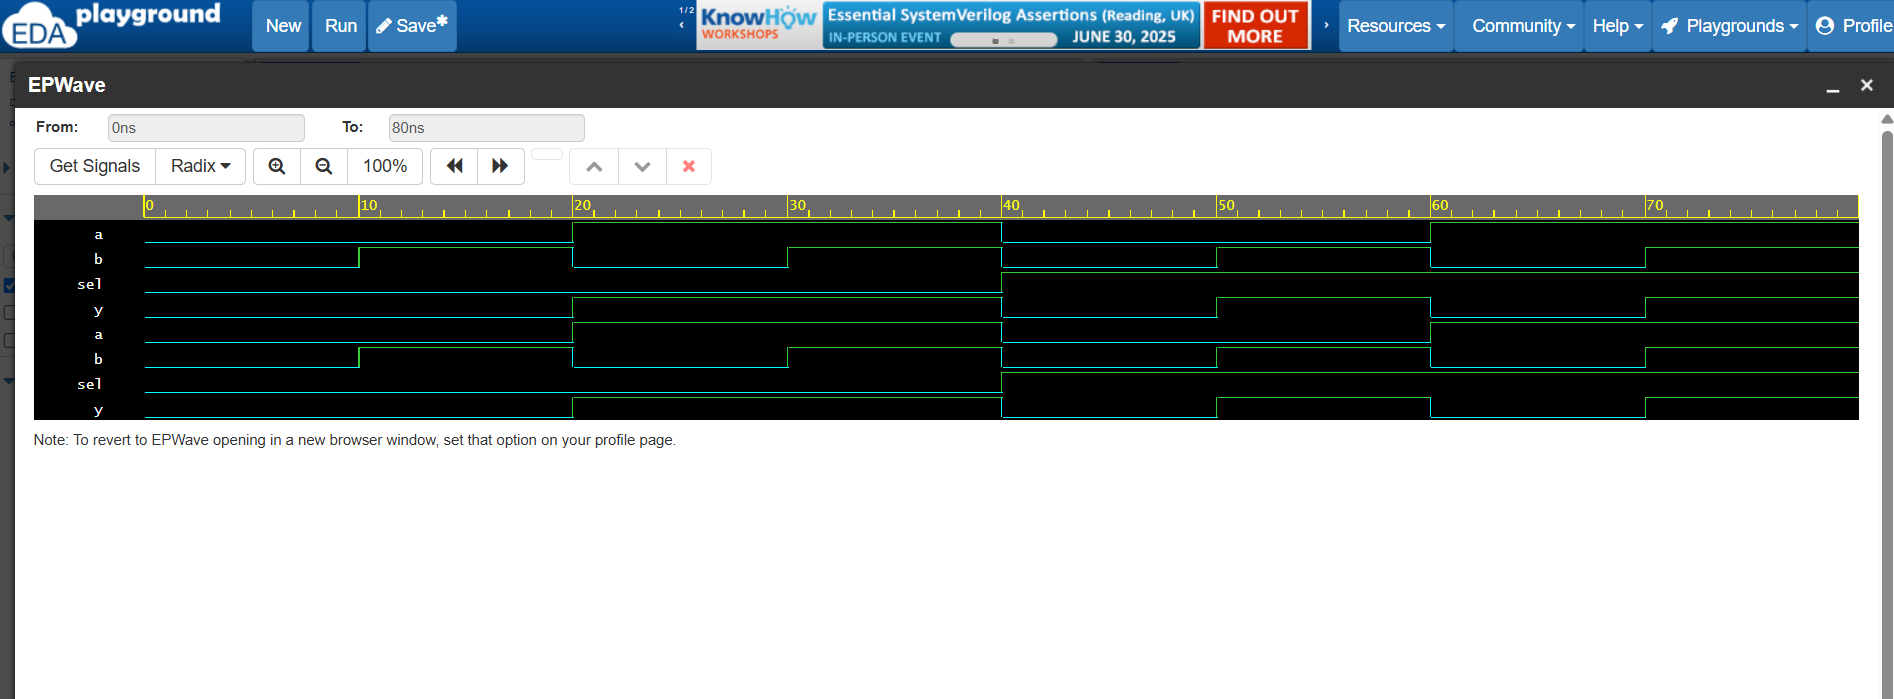 EDA playground
New
Run
Save*
1/2
KnowHow WORKSHOPS
Essential SystemVerilog Assertions (Reading, UK)
IN-PERSON EVENT
JUNE 30, 2025
FIND OUT MORE
Resources
Community
Help
Playgrounds
Profile
EPWave
From:
0ns
To:
80ns
Get Signals
Radix
100%
0 10 20 30 40 50 60 70
a
b
sel
y
a
b
sel
y
Note: To revert to EPWave opening in a new browser window, set that option on your profile page.